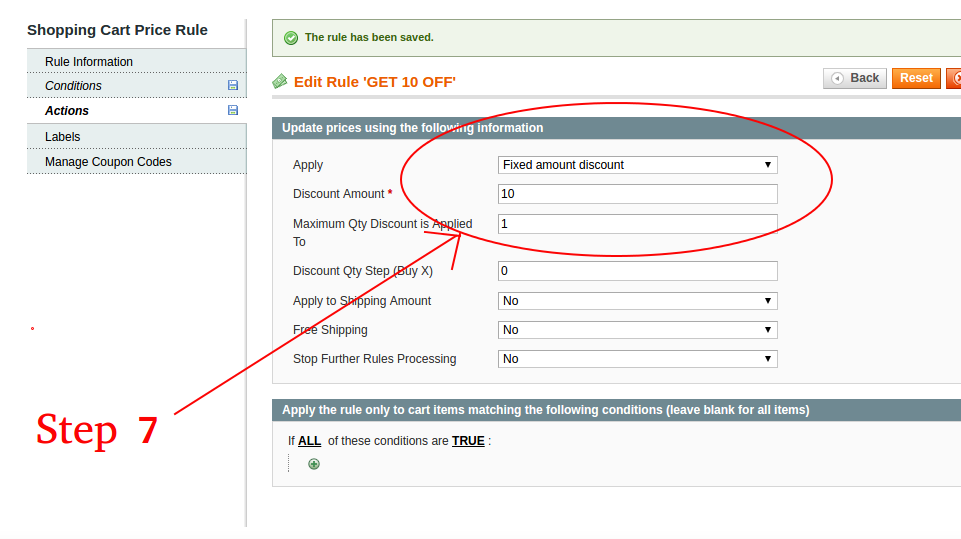 Shopping Cart Price Rule
Rule Information
Conditions
Actions
Labels
Manage Coupon Codes
The rule has been saved.
Edit Rule 'GET 10 OFF'
Back
Reset
Update prices using the following information
Apply
Fixed amount discount
Discount Amount *
10
Maximum Qty Discount is Applied
To
1
Discount Qty Step (Buy X)
0
Apply to Shipping Amount
No
Free Shipping
No
Stop Further Rules Processing
No
Step 7
Apply the rule only to cart items matching the following conditions (leave blank for all items)
If ALL of these conditions are TRUE :